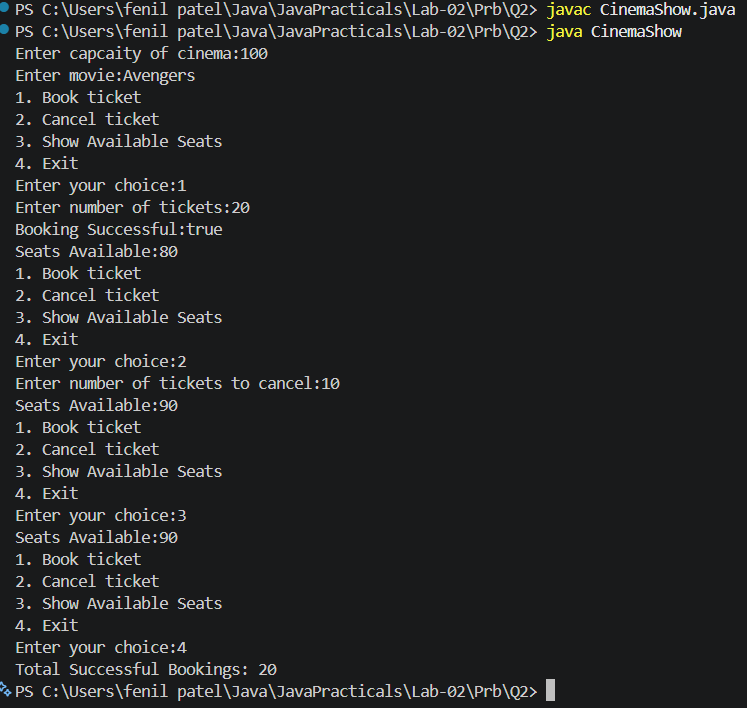 PS C:\Users\fenil patel\Java\JavaPracticals\Lab-02\Prb\Q2> javac CinemaShow.java
PS C:\Users\fenil patel\Java\JavaPracticals\Lab-02\Prb\Q2> java CinemaShow
Enter capcaity of cinema:100
Enter movie:Avengers
1. Book ticket
2. Cancel ticket
3. Show Available Seats
4. Exit
Enter your choice:1
Enter number of tickets:20
Booking Successful:true
Seats Available:80
1. Book ticket
2. Cancel ticket
3. Show Available Seats
4. Exit
Enter your choice:2
Enter number of tickets to cancel:10
Seats Available:90
1. Book ticket
2. Cancel ticket
3. Show Available Seats
4. Exit
Enter your choice:3
Seats Available:90
1. Book ticket
2. Cancel ticket
3. Show Available Seats
4. Exit
Enter your choice:4
Total Successful Bookings: 20
PS C:\Users\fenil patel\Java\JavaPracticals\Lab-02\Prb\Q2>